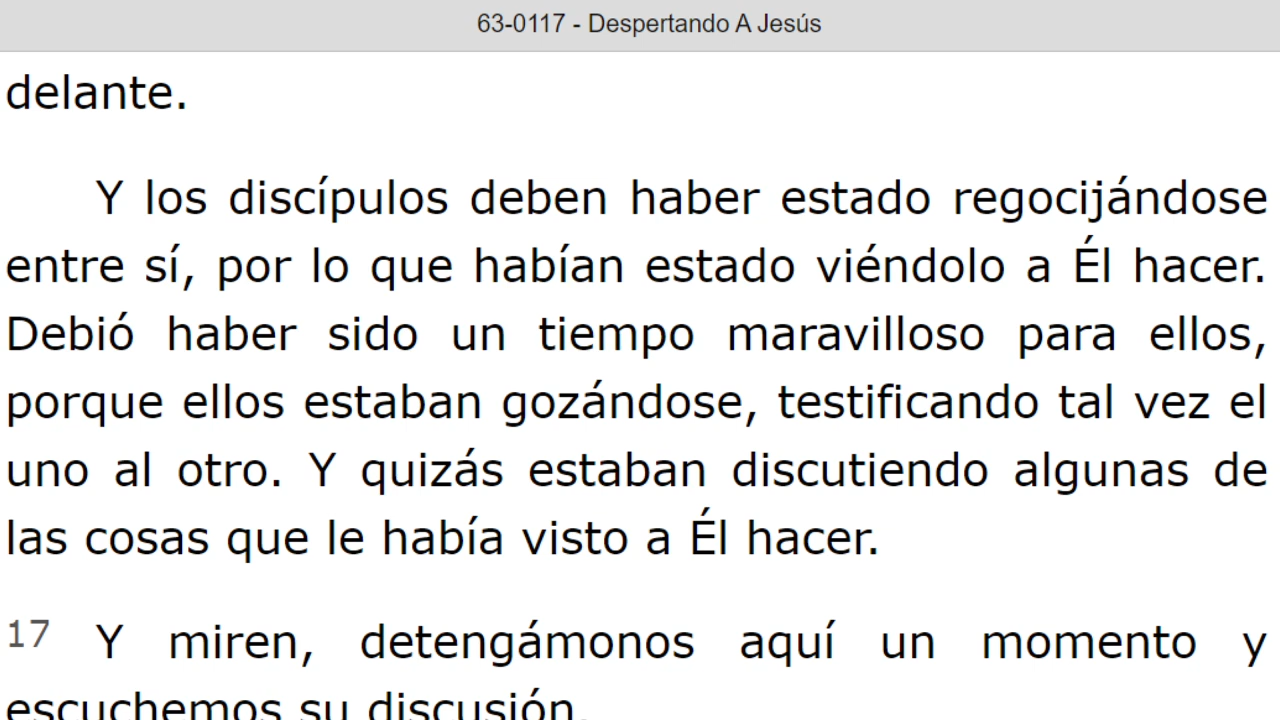 63-0117 - Despertando A Jesús
delante.
Y los discípulos deben haber estado regocijándose
entre sí, por lo que habían estado viéndolo a Él hacer.
Debió haber sido un tiempo maravilloso para ellos,
porque ellos estaban gozándose, testificando tal vez el
uno al otro. Y quizás estaban discutiendo algunas de
las cosas que le había visto a Él hacer.
17 Y miren, detengámonos aquí un momento y
escuchemos su discusión.